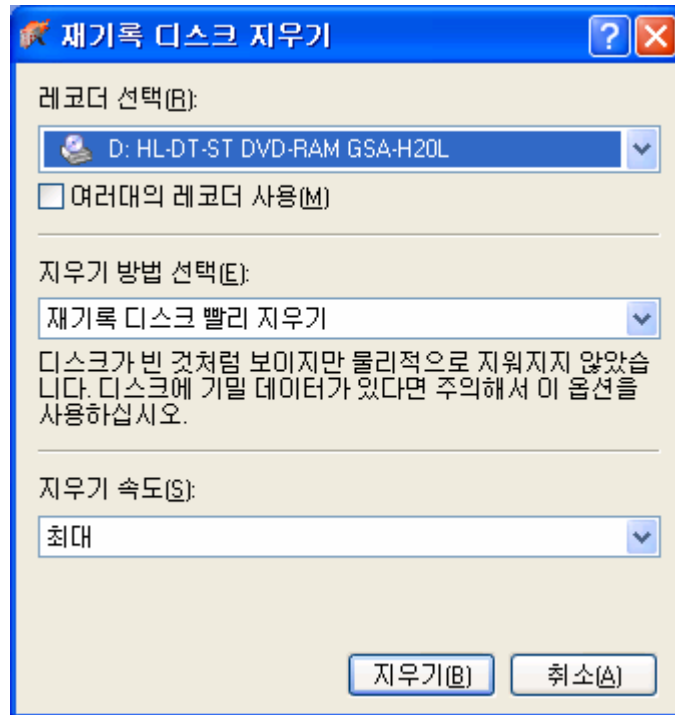 재기록 디스크 지우기
레코더 선택(R):
D: HL-DT-ST DVD-RAM GSA-H20L
여러대의 레코더 사용(M)
지우기 방법 선택(E):
재기록 디스크 빨리 지우기
디스크가 빈 것처럼 보이지만 물리적으로 지워지지 않았습
니다. 디스크에 기밀 데이터가 있다면 주의해서 이 옵션을
사용하십시오.
지우기 속도(S):
최대
지우기(B) 취소(A)